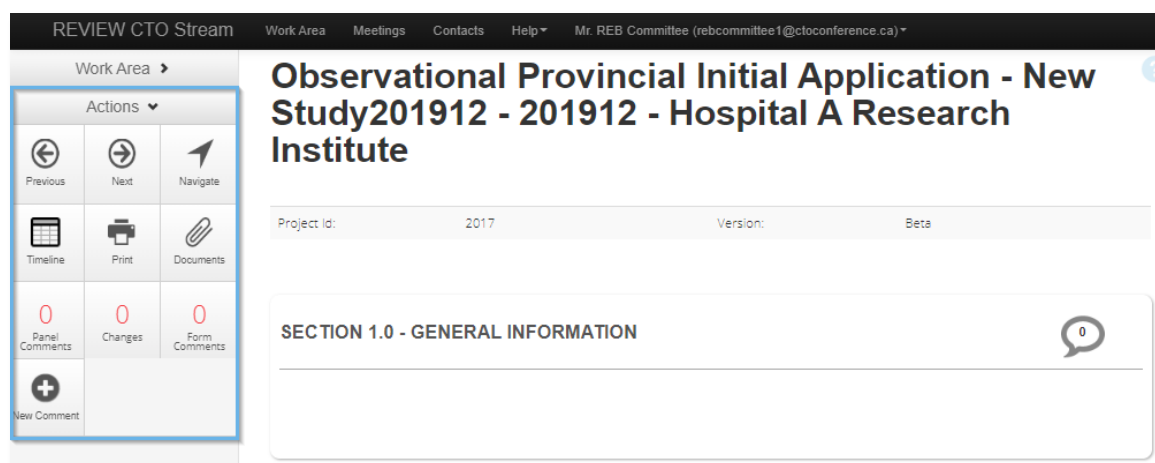 REVIEW CTO Stream Work Area Meetings Contacts Help Mr. REB Committee (rebcommittee1@ctoconference.ca)
Work Area
Actions
Previous Next Navigate
Timeline Print Documents
0 0 0
Panel Comments Changes Form Comments
New Comment
Observational Provincial Initial Application - New
Study201912 - 201912 - Hospital A Research
Institute
?
Project Id: 2017 Version: Beta
SECTION 1.0 - GENERAL INFORMATION 0